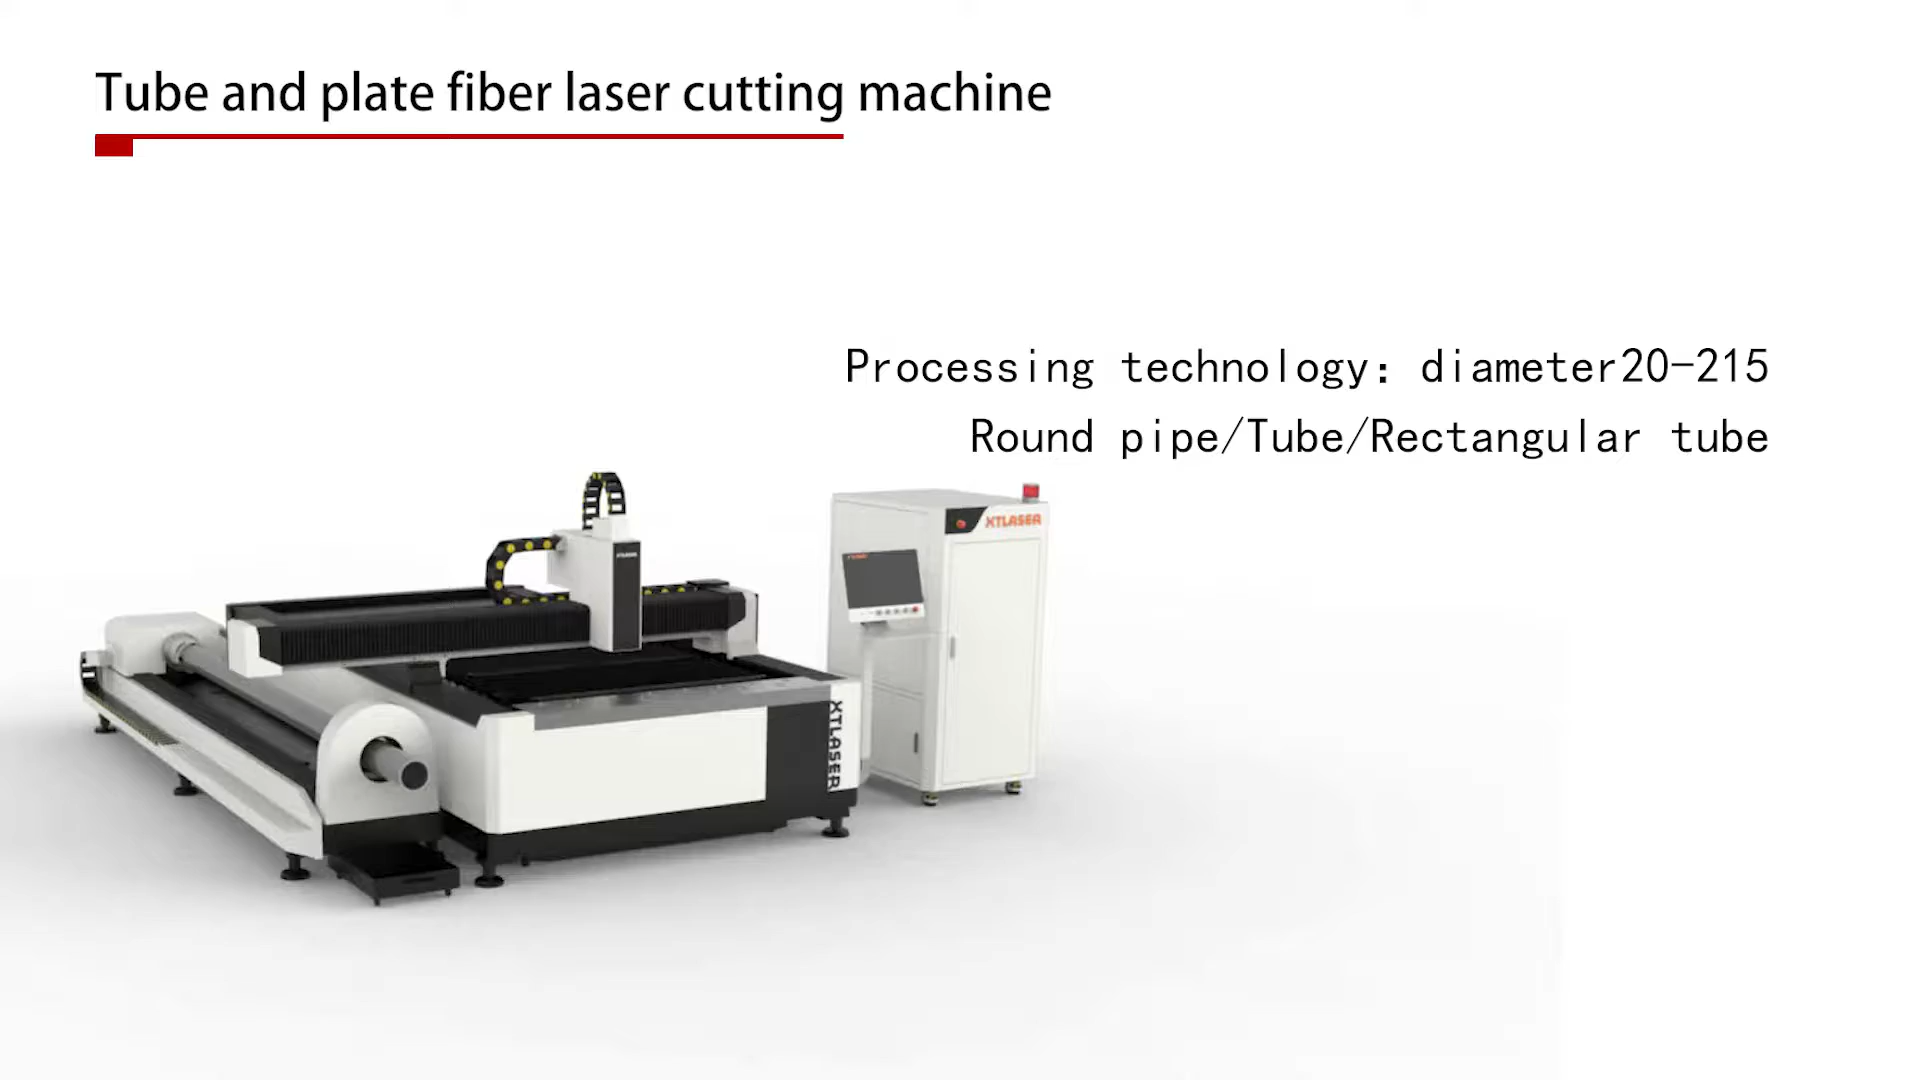 Tube and plate fiber laser cutting machine
Processing technology：diameter20-215
Round pipe/Tube/Rectangular tube
XTLASER
XTLASER